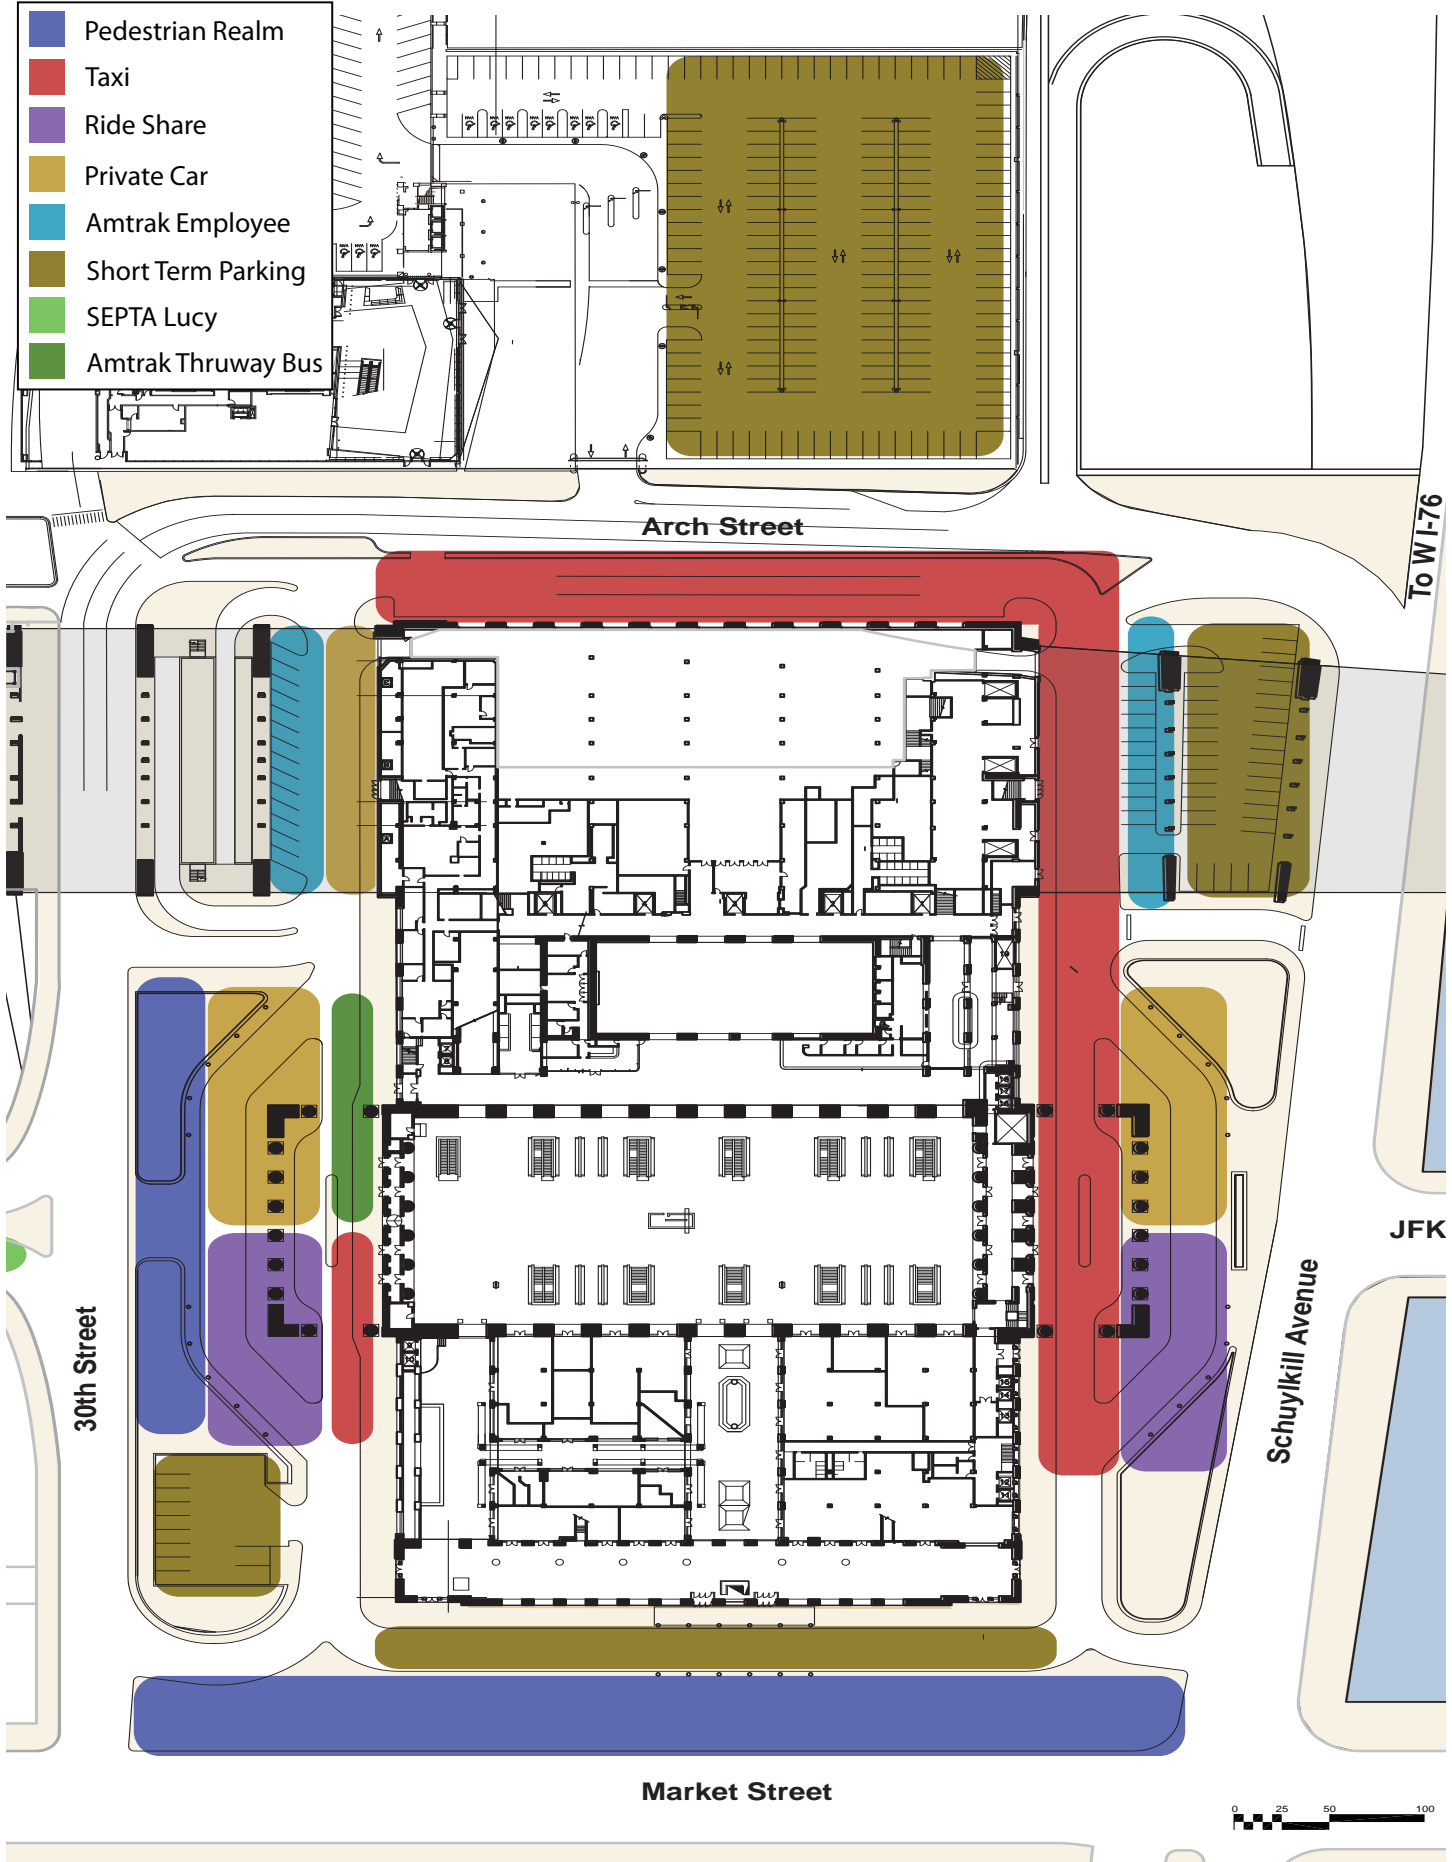 Pedestrian Realm
Taxi
Ride Share
Private Car
Amtrak Employee
Short Term Parking
SEPTA Lucy
Amtrak Thruway Bus
Arch Street
To W I-76
JFK
30th Street
Schuylkill Avenue
Market Street
0 25 50 100